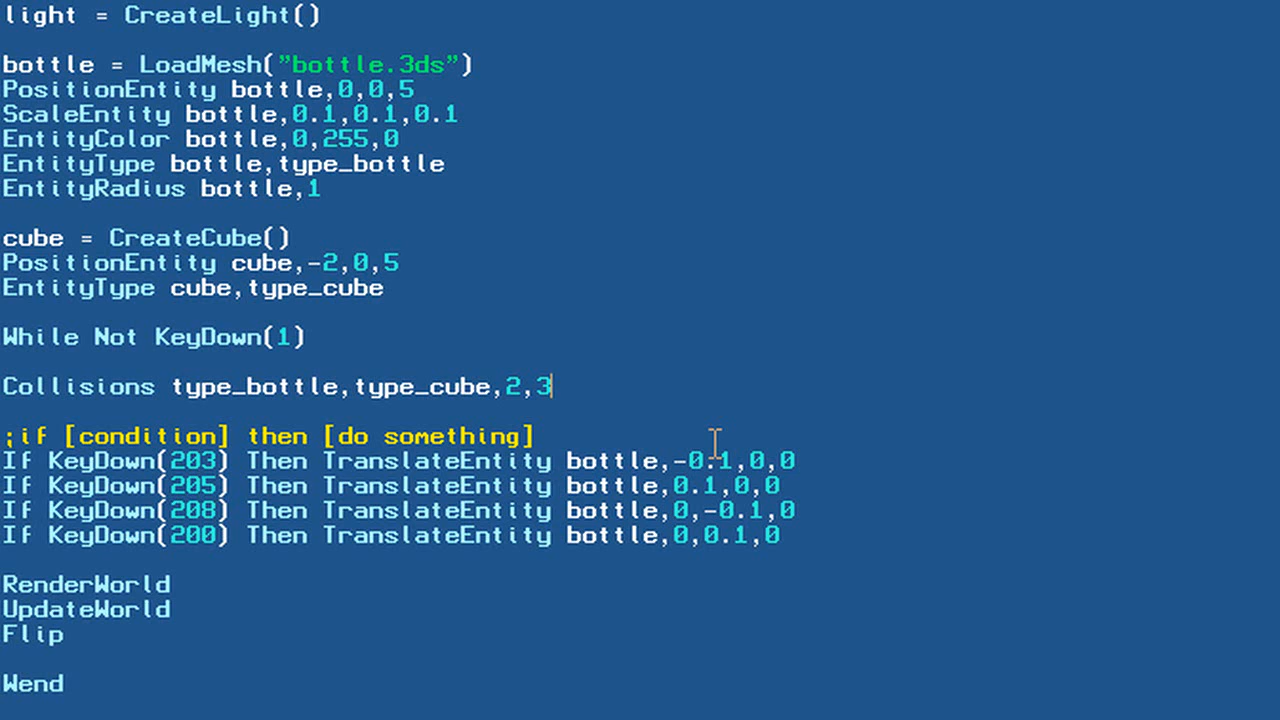 light = CreateLight()
bottle = LoadMesh("bottle.3ds")
PositionEntity bottle,0,0,5
ScaleEntity bottle,0.1,0.1,0.1
EntityColor bottle,0,255,0
EntityType bottle,type_bottle
EntityRadius bottle,1
cube = CreateCube()
PositionEntity cube,-2,0,5
EntityType cube,type_cube
While Not KeyDown(1)
Collisions type_bottle,type_cube,2,3
;if [condition] then [do something]
If KeyDown(203) Then TranslateEntity bottle,-0.1,0,0
If KeyDown(205) Then TranslateEntity bottle,0.1,0,0
If KeyDown(208) Then TranslateEntity bottle,0,-0.1,0
If KeyDown(200) Then TranslateEntity bottle,0,0.1,0
RenderWorld
UpdateWorld
Flip
Wend